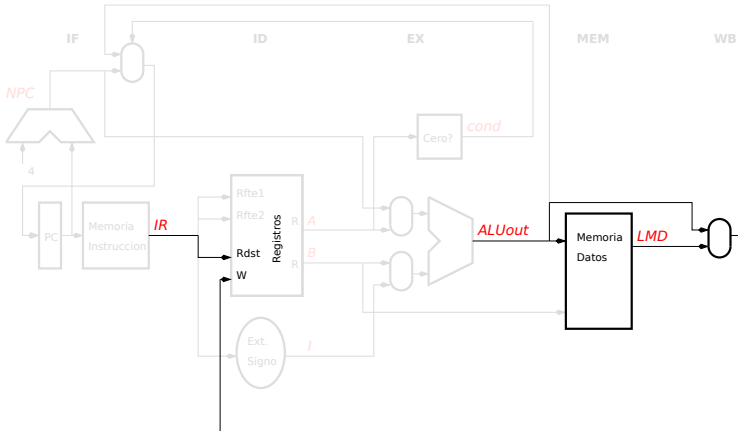 IF
ID
EX
MEM
WB
NPC
4
PC
Memoria
Instruccion
IR
Rfte1
Rfte2
Rdst
W
Registros
R
R
A
B
Ext.
Signo
I
Cero?
cond
ALUout
Memoria
Datos
LMD